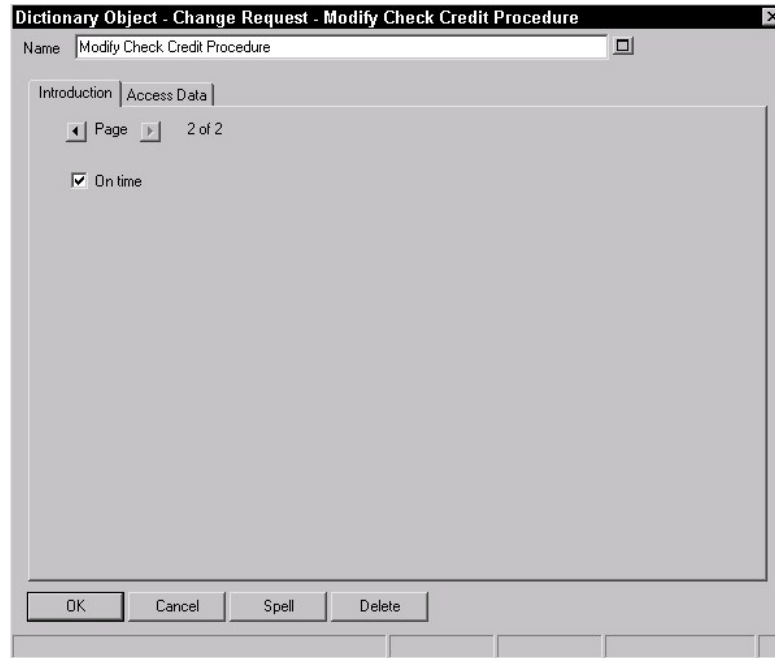 Dictionary Object - Change Request - Modify Check Credit Procedure
Name Modify Check Credit Procedure
Introduction Access Data
Page 2 of 2
On time
OK Cancel Spell Delete